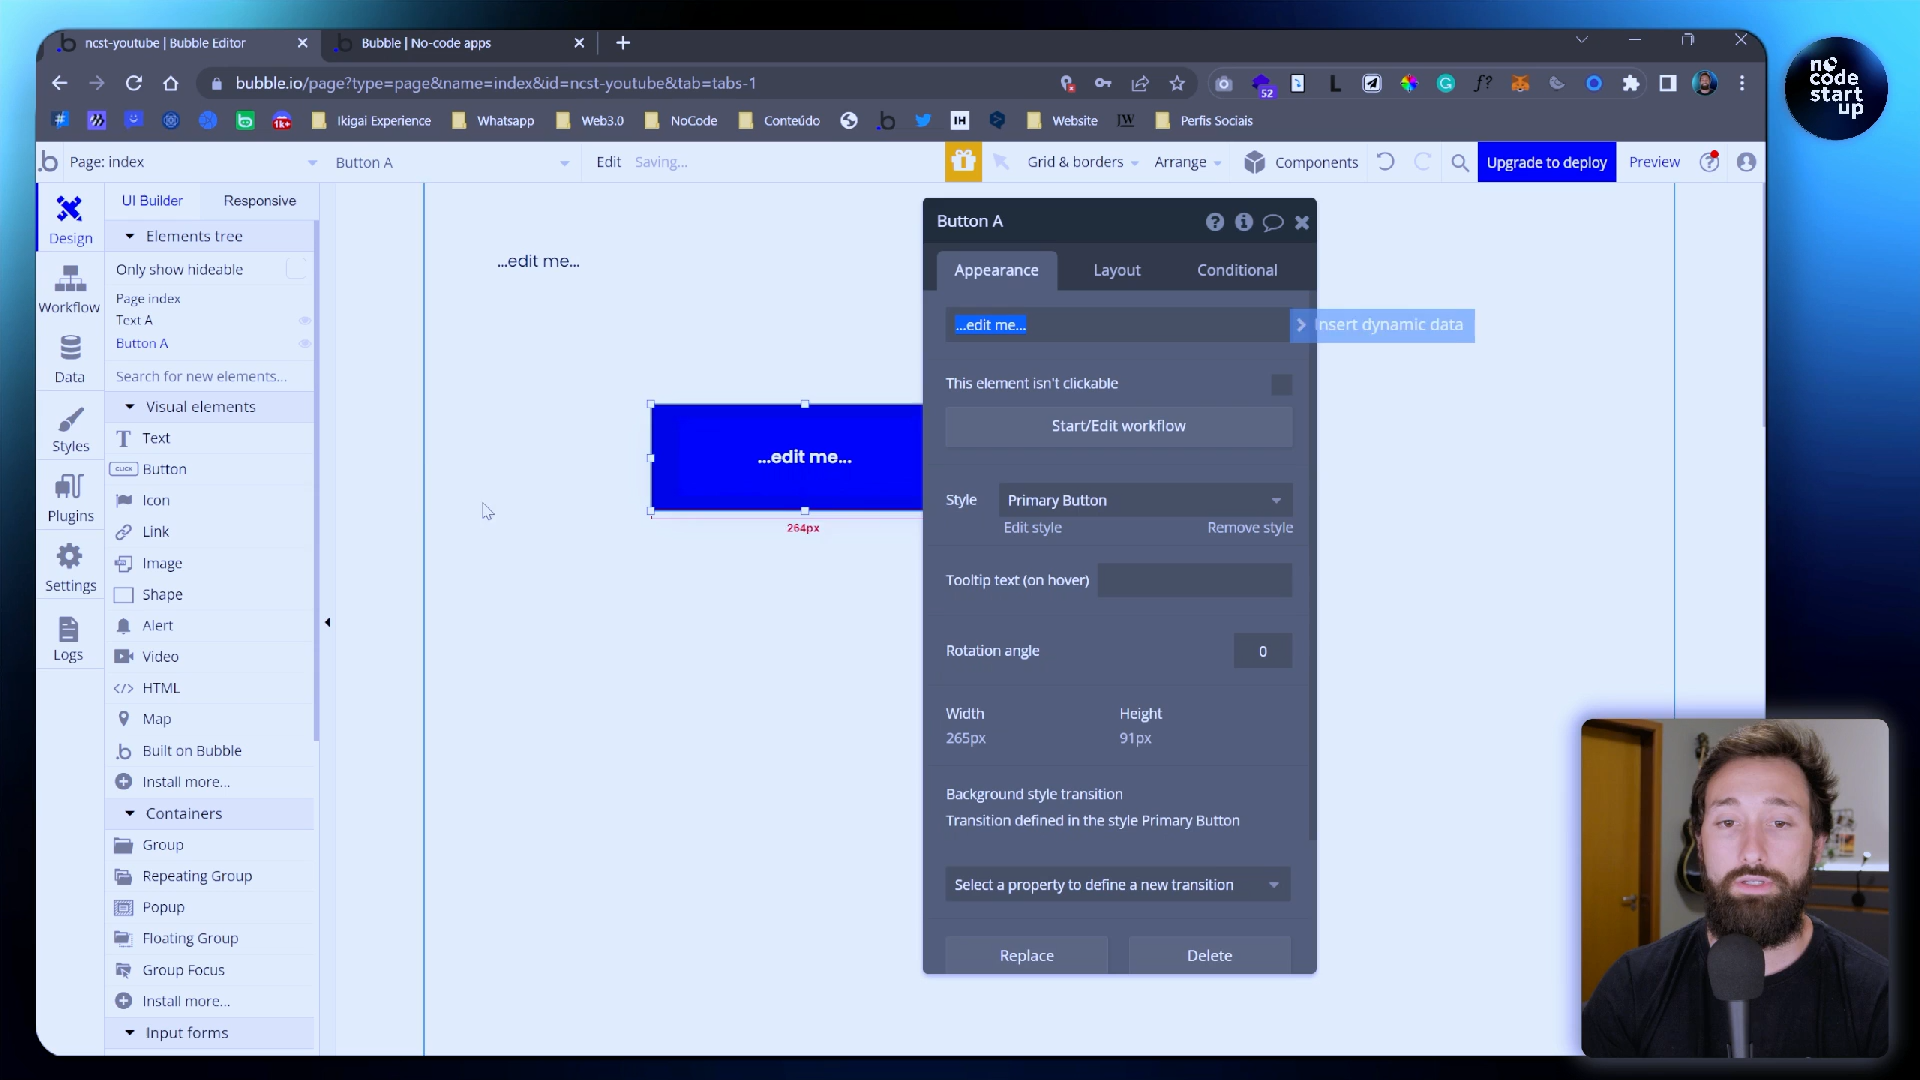 ncst-youtube | Bubble Editor
Bubble | No-code apps
no
code
start
up
bubble.io/page?type=page&name=index&id=ncst-youtube&tab=tabs-1
52
1k+
Ikigai Experience
Whatsapp
Web3.0
NoCode
Conteúdo
Website
Perfis Sociais
Page: index
Button A
Edit
Saving...
Grid & borders
Arrange
Components
Upgrade to deploy
Preview
Design
Workflow
Data
Styles
Plugins
Settings
Logs
UI Builder
Responsive
Elements tree
Only show hideable
Page index
Text A
Button A
Search for new elements...
Visual elements
Text
CLICK
Button
Icon
Link
Image
Shape
Alert
Video
HTML
Map
Built on Bubble
Install more...
Containers
Group
Repeating Group
Popup
Floating Group
Group Focus
Install more...
Input forms
...edit me...
...edit me...
264px
Button A
Appearance
Layout
Conditional
...edit me...
Insert dynamic data
This element isn't clickable
Start/Edit workflow
Style
Primary Button
Edit style
Remove style
Tooltip text (on hover)
Rotation angle
0
Width
Height
265px
91px
Background style transition
Transition defined in the style Primary Button
Select a property to define a new transition
Replace
Delete